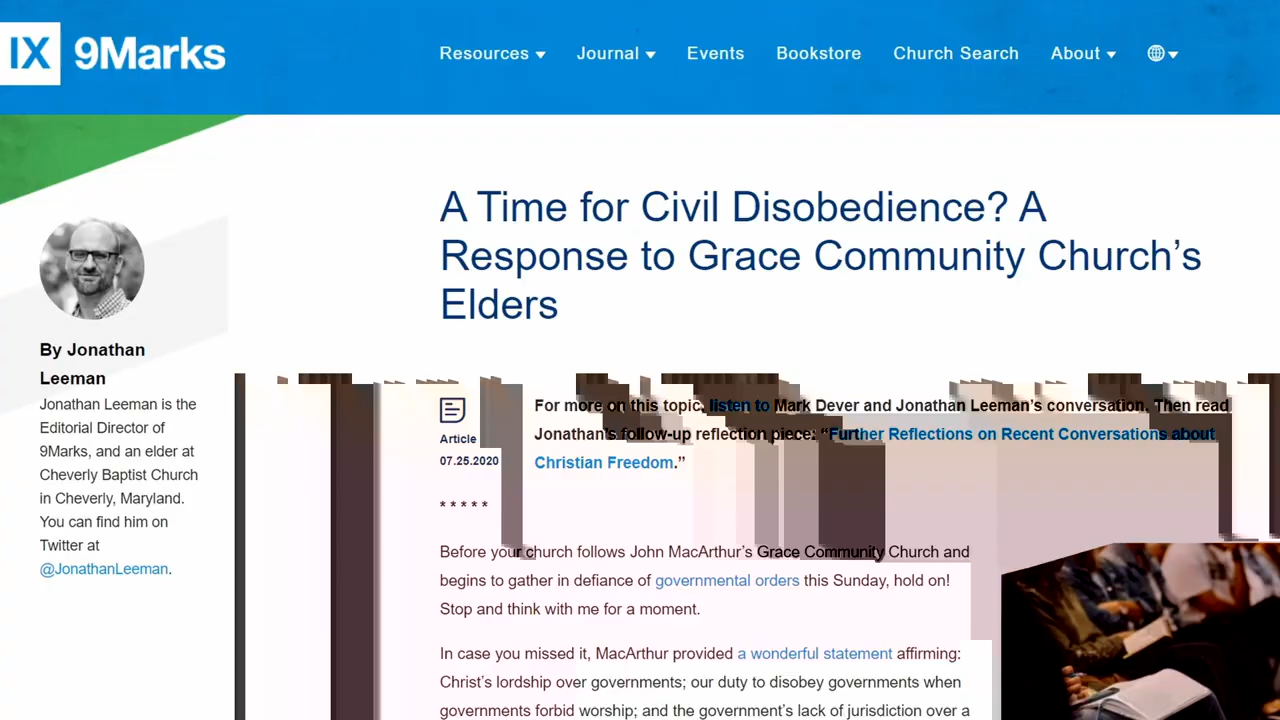 IX 9Marks
Resources Journal Events Bookstore Church Search About
A Time for Civil Disobedience? A
Response to Grace Community Church’s
Elders
By Jonathan
Leeman
Jonathan Leeman is the
Editorial Director of
9Marks, and an elder at
Cheverly Baptist Church
in Cheverly, Maryland.
You can find him on
Twitter at
@JonathanLeeman.
Article
07.25.2020
For more on this topic, listen to Mark Dever and Jonathan Leeman’s conversation. Then read
Jonathan’s follow-up reflection piece: “Further Reflections on Recent Conversations about
Christian Freedom.”
* * * * *
Before your church follows John MacArthur’s Grace Community Church and
begins to gather in defiance of governmental orders this Sunday, hold on!
Stop and think with me for a moment.
In case you missed it, MacArthur provided a wonderful statement affirming:
Christ’s lordship over governments; our duty to disobey governments when
governments forbid worship; and the government’s lack of jurisdiction over a